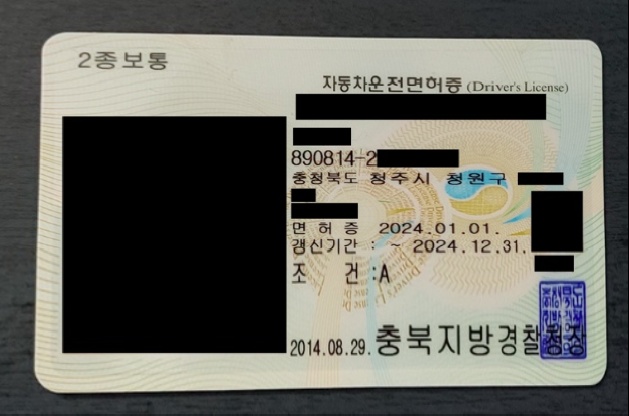 2종보통
자동차운전면허증 (Driver's License)
890814-2
충청북도 청주시 청원구
면 허 증 2024.01.01.
갱신기간 : ~ 2024.12.31.
조 건 :A
2014.08.29. 충북지방경찰청장